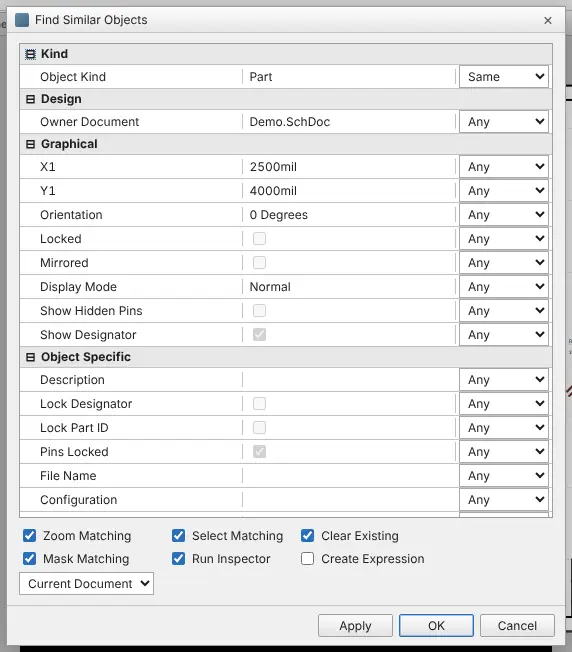 Find Similar Objects
Kind
Object Kind Part Same
Design
Owner Document Demo.SchDoc Any
Graphical
X1 2500mil Any
Y1 4000mil Any
Orientation 0 Degrees Any
Locked Any
Mirrored Any
Display Mode Normal Any
Show Hidden Pins Any
Show Designator Any
Object Specific
Description Any
Lock Designator Any
Lock Part ID Any
Pins Locked Any
File Name Any
Configuration Any
Zoom Matching Select Matching Clear Existing
Mask Matching Run Inspector Create Expression
Current Document
Apply OK Cancel